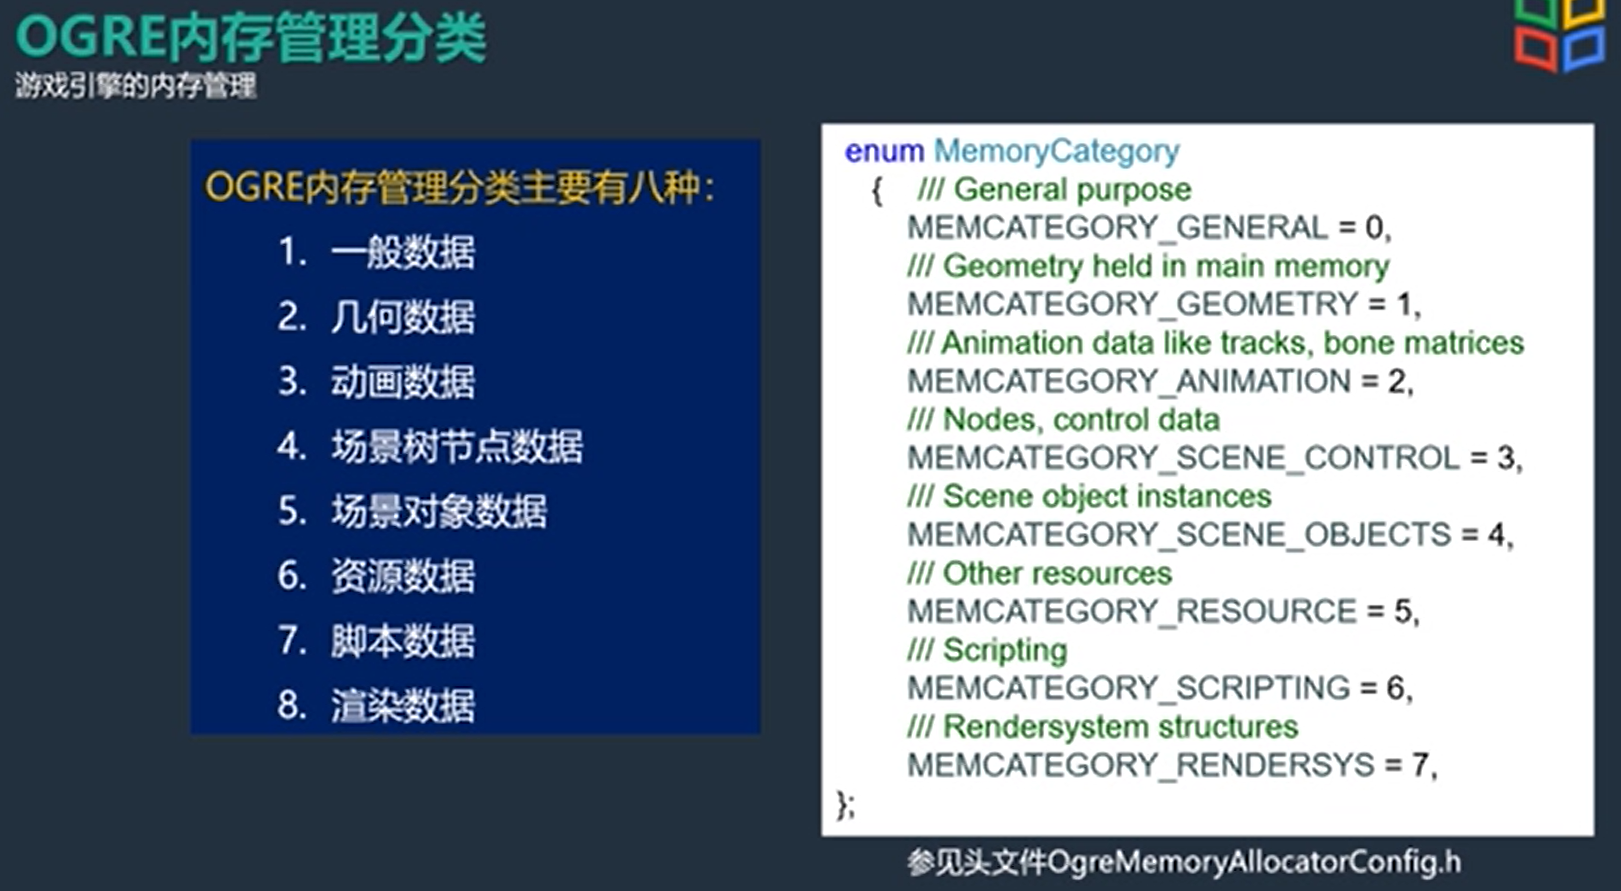 OGRE内存管理分类
游戏引擎的内存管理
OGRE内存管理分类主要有八种：
1. 一般数据
2. 几何数据
3. 动画数据
4. 场景树节点数据
5. 场景对象数据
6. 资源数据
7. 脚本数据
8. 渲染数据
enum MemoryCategory
{ /// General purpose
MEMCATEGORY_GENERAL = 0,
/// Geometry held in main memory
MEMCATEGORY_GEOMETRY = 1,
/// Animation data like tracks, bone matrices
MEMCATEGORY_ANIMATION = 2,
/// Nodes, control data
MEMCATEGORY_SCENE_CONTROL = 3,
/// Scene object instances
MEMCATEGORY_SCENE_OBJECTS = 4,
/// Other resources
MEMCATEGORY_RESOURCE = 5,
/// Scripting
MEMCATEGORY_SCRIPTING = 6,
/// Rendersystem structures
MEMCATEGORY_RENDERSYS = 7,
};
参见头文件OgreMemoryAllocatorConfig.h